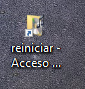 reiniciar -
Acceso ...